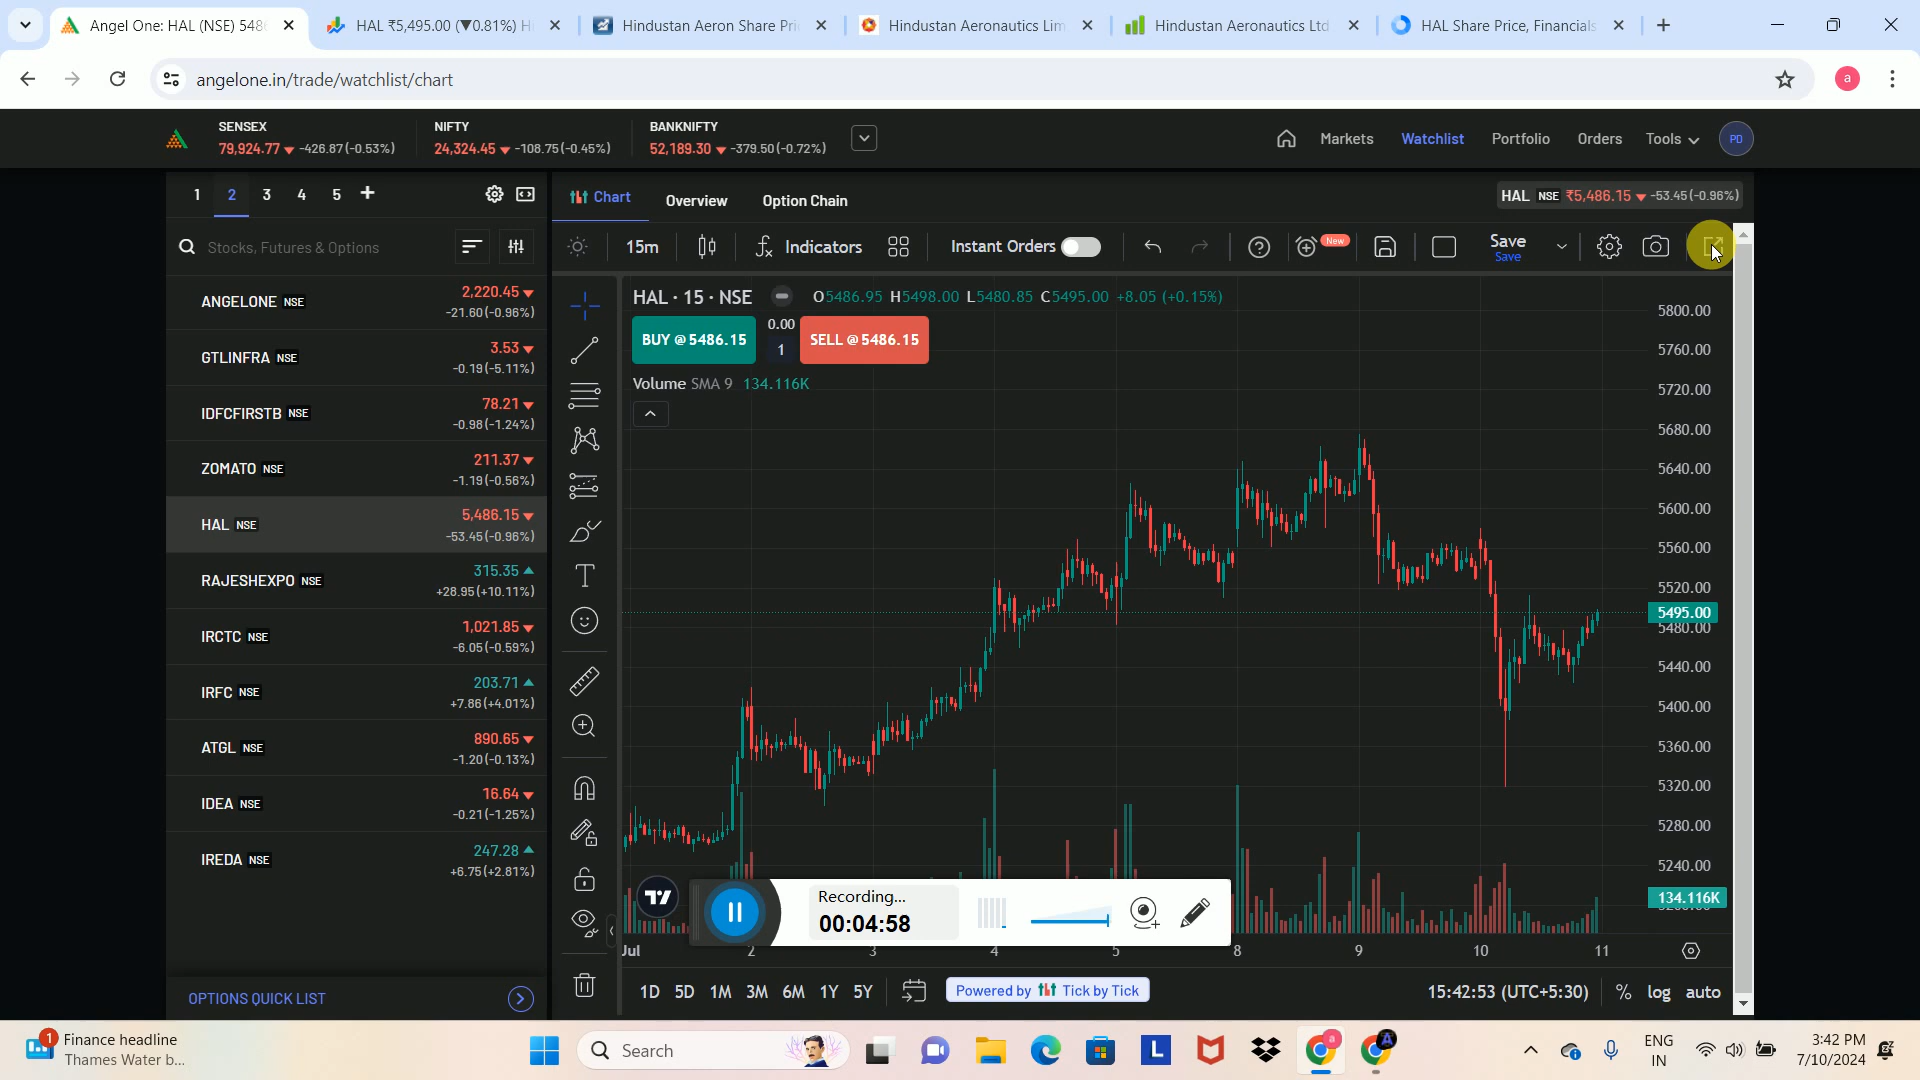 Angel One: HAL (NSE) 548
HAL ₹5,495.00 (▼0.81%) Hi
Hindustan Aeron Share Pri
Hindustan Aeronautics Lim
Hindustan Aeronautics Ltd
HAL Share Price, Financials
angelone.in/trade/watchlist/chart
a
SENSEX
79,924.77 ▼ -426.87(-0.53%)
NIFTY
24,324.45 ▼ -108.75(-0.45%)
BANKNIFTY
52,189.30 ▼ -379.50(-0.72%)
Markets
Watchlist
Portfolio
Orders
Tools
PD
1 2 3 4 5 +
Stocks, Futures & Options
ANGELONE NSE
2,220.45 ▼
-21.60(-0.96%)
GTLINFRA NSE
3.53 ▼
-0.19(-5.11%)
IDFCFIRSTB NSE
78.21 ▼
-0.98(-1.24%)
ZOMATO NSE
211.37 ▼
-1.19(-0.56%)
HAL NSE
5,486.15 ▼
-53.45(-0.96%)
RAJESHEXPO NSE
315.35 ▲
+28.95(+10.11%)
IRCTC NSE
1,021.85 ▼
-6.05(-0.59%)
IRFC NSE
203.71 ▲
+7.86(+4.01%)
ATGL NSE
890.65 ▼
-1.20(-0.13%)
IDEA NSE
16.64 ▼
-0.21(-1.25%)
IREDA NSE
247.28 ▲
+6.75(+2.81%)
OPTIONS QUICK LIST
Chart
Overview
Option Chain
HAL NSE ₹5,486.15 ▼ -53.45(-0.96%)
15m
Indicators
Instant Orders
New
Save
Save
HAL · 15 · NSE
O5486.95 H5498.00 L5480.85 C5495.00 +8.05 (+0.15%)
BUY @ 5486.15
0.00
1
SELL @ 5486.15
Volume SMA 9 134.116K
5800.00
5760.00
5720.00
5680.00
5640.00
5600.00
5560.00
5520.00
5495.00
5480.00
5440.00
5400.00
5360.00
5320.00
5280.00
5240.00
134.116K
Recording...
00:04:58
Jul 2 3 4 5 8 9 10 11
1D 5D 1M 3M 6M 1Y 5Y
Powered by Tick by Tick
15:42:53 (UTC+5:30)
% log auto
1
Finance headline
Thames Water b...
Search
L
a
A
ENG
IN
3:42 PM
7/10/2024